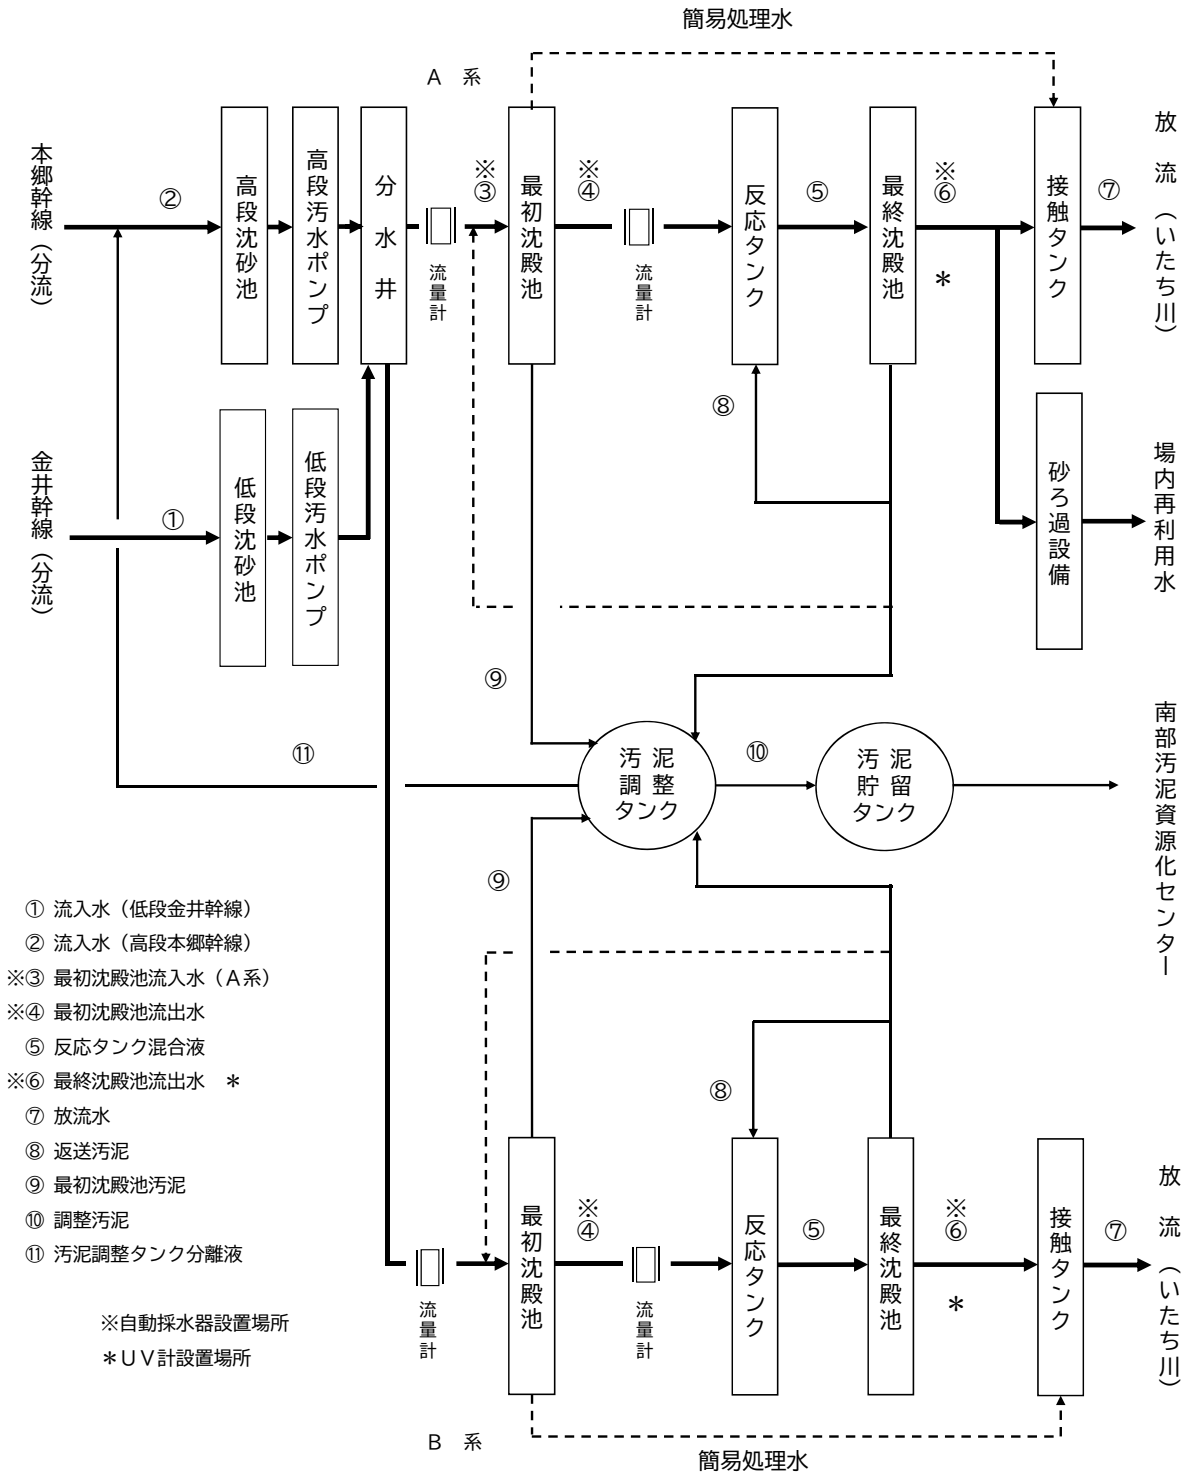 簡易処理水
A 系
本郷幹線（分流）
②
高段沈砂池
高段汚水ポンプ
分水井
流量計
※
③
最初沈殿池
※
④
流量計
反応タンク
⑤
最終沈殿池
※
⑥
＊
接触タンク
⑦
放流（いたち川）
⑧
金井幹線（分流）
①
低段沈砂池
低段汚水ポンプ
砂ろ過設備
場内再利用水
⑨
⑪
汚泥
調整
タンク
⑩
汚泥
貯留
タンク
南部汚泥資源化センター
⑨
① 流入水（低段金井幹線）
② 流入水（高段本郷幹線）
※③ 最初沈殿池流入水（A系）
※④ 最初沈殿池流出水
⑤ 反応タンク混合液
※⑥ 最終沈殿池流出水 ＊
⑦ 放流水
⑧ 返送汚泥
⑨ 最初沈殿池汚泥
⑩ 調整汚泥
⑪ 汚泥調整タンク分離液
※自動採水器設置場所
＊UV計設置場所
⑧
流量計
最初沈殿池
※
④
流量計
反応タンク
⑤
最終沈殿池
※
⑥
＊
接触タンク
⑦
放流（いたち川）
B 系
簡易処理水